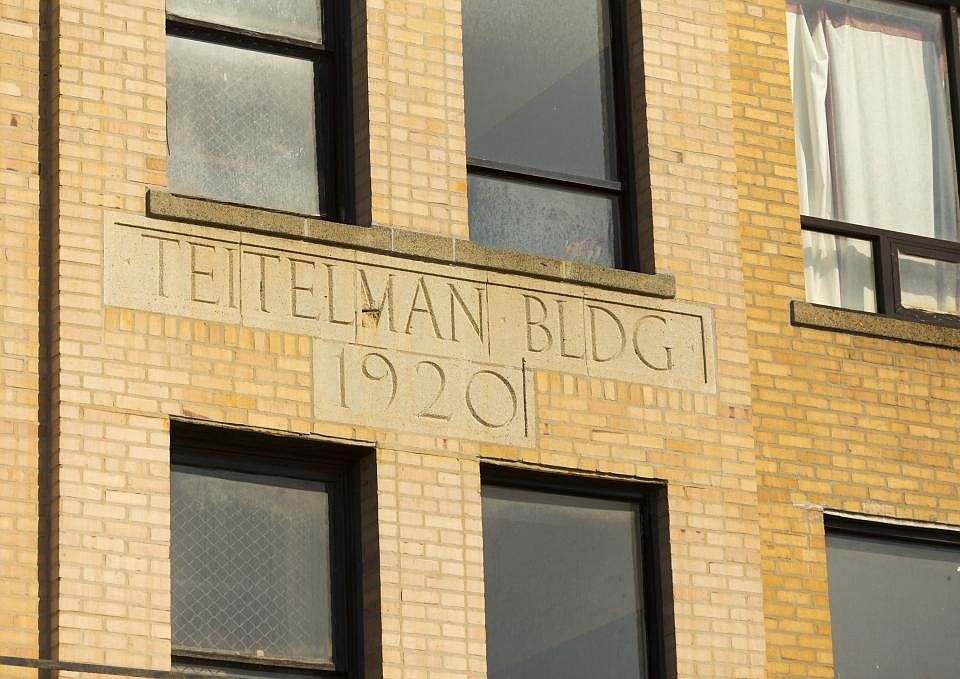 · TEITELMAN · BLDG ·
1920